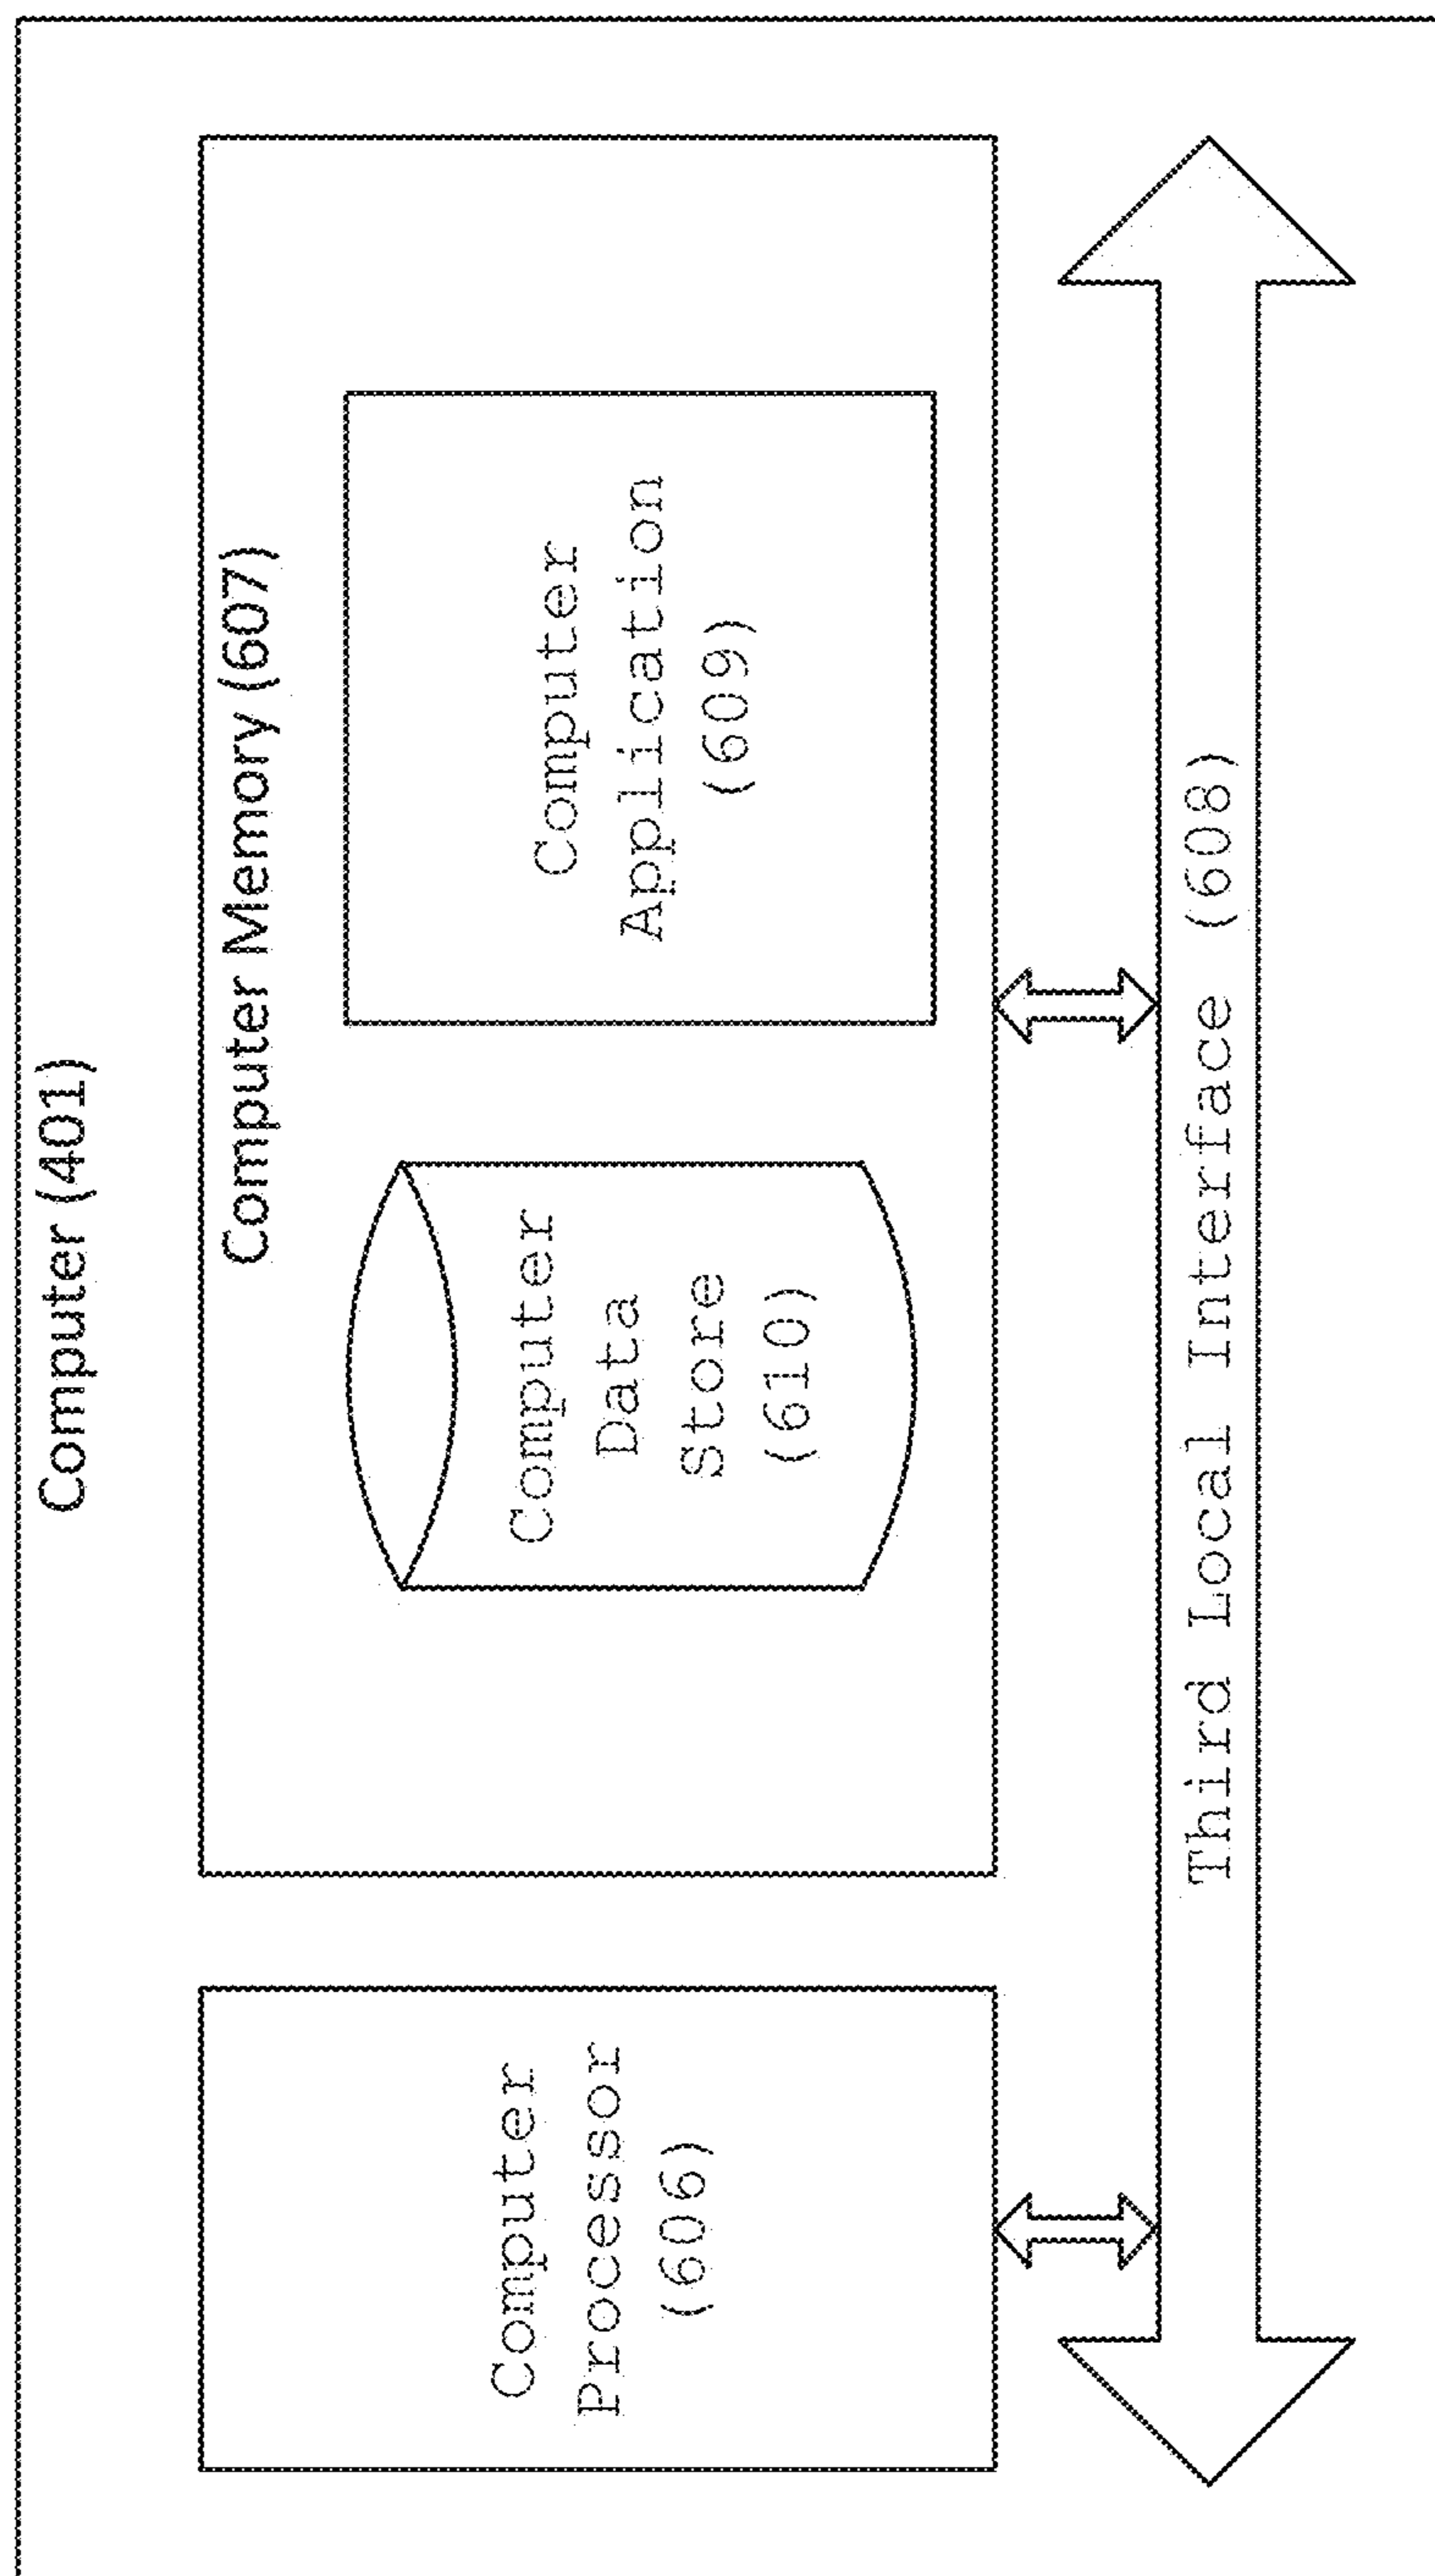 Computer (401)
Computer Memory (607)
Computer
Processor
(606)
Computer
Data
Store
(610)
Computer
Application
(609)
Third Local Interface (608)